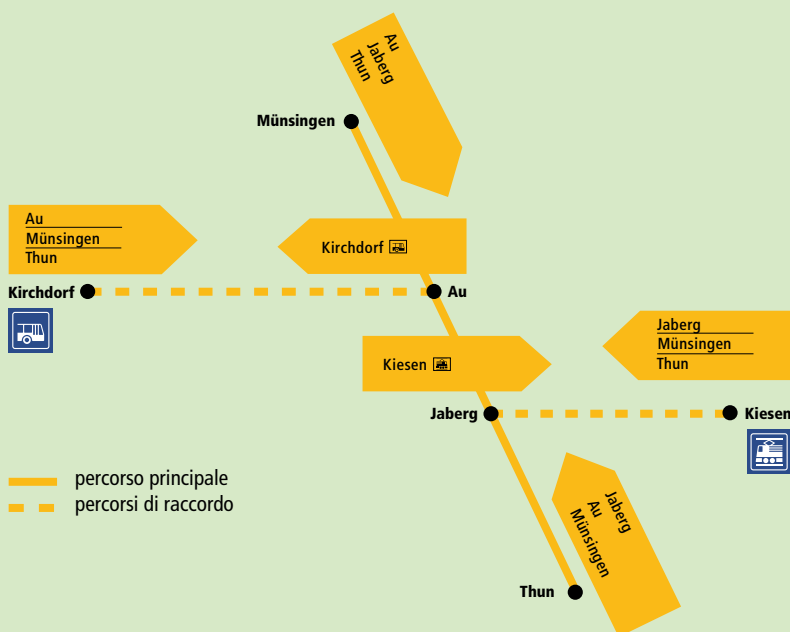 Au
Jaberg
Thun
Münsingen
Au
Münsingen
Thun
Kirchdorf
Kirchdorf
Au
Jaberg
Münsingen
Thun
Kiesen
Jaberg
Kiesen
percorso principale
percorsi di raccordo
Jaberg
Au
Münsingen
Thun